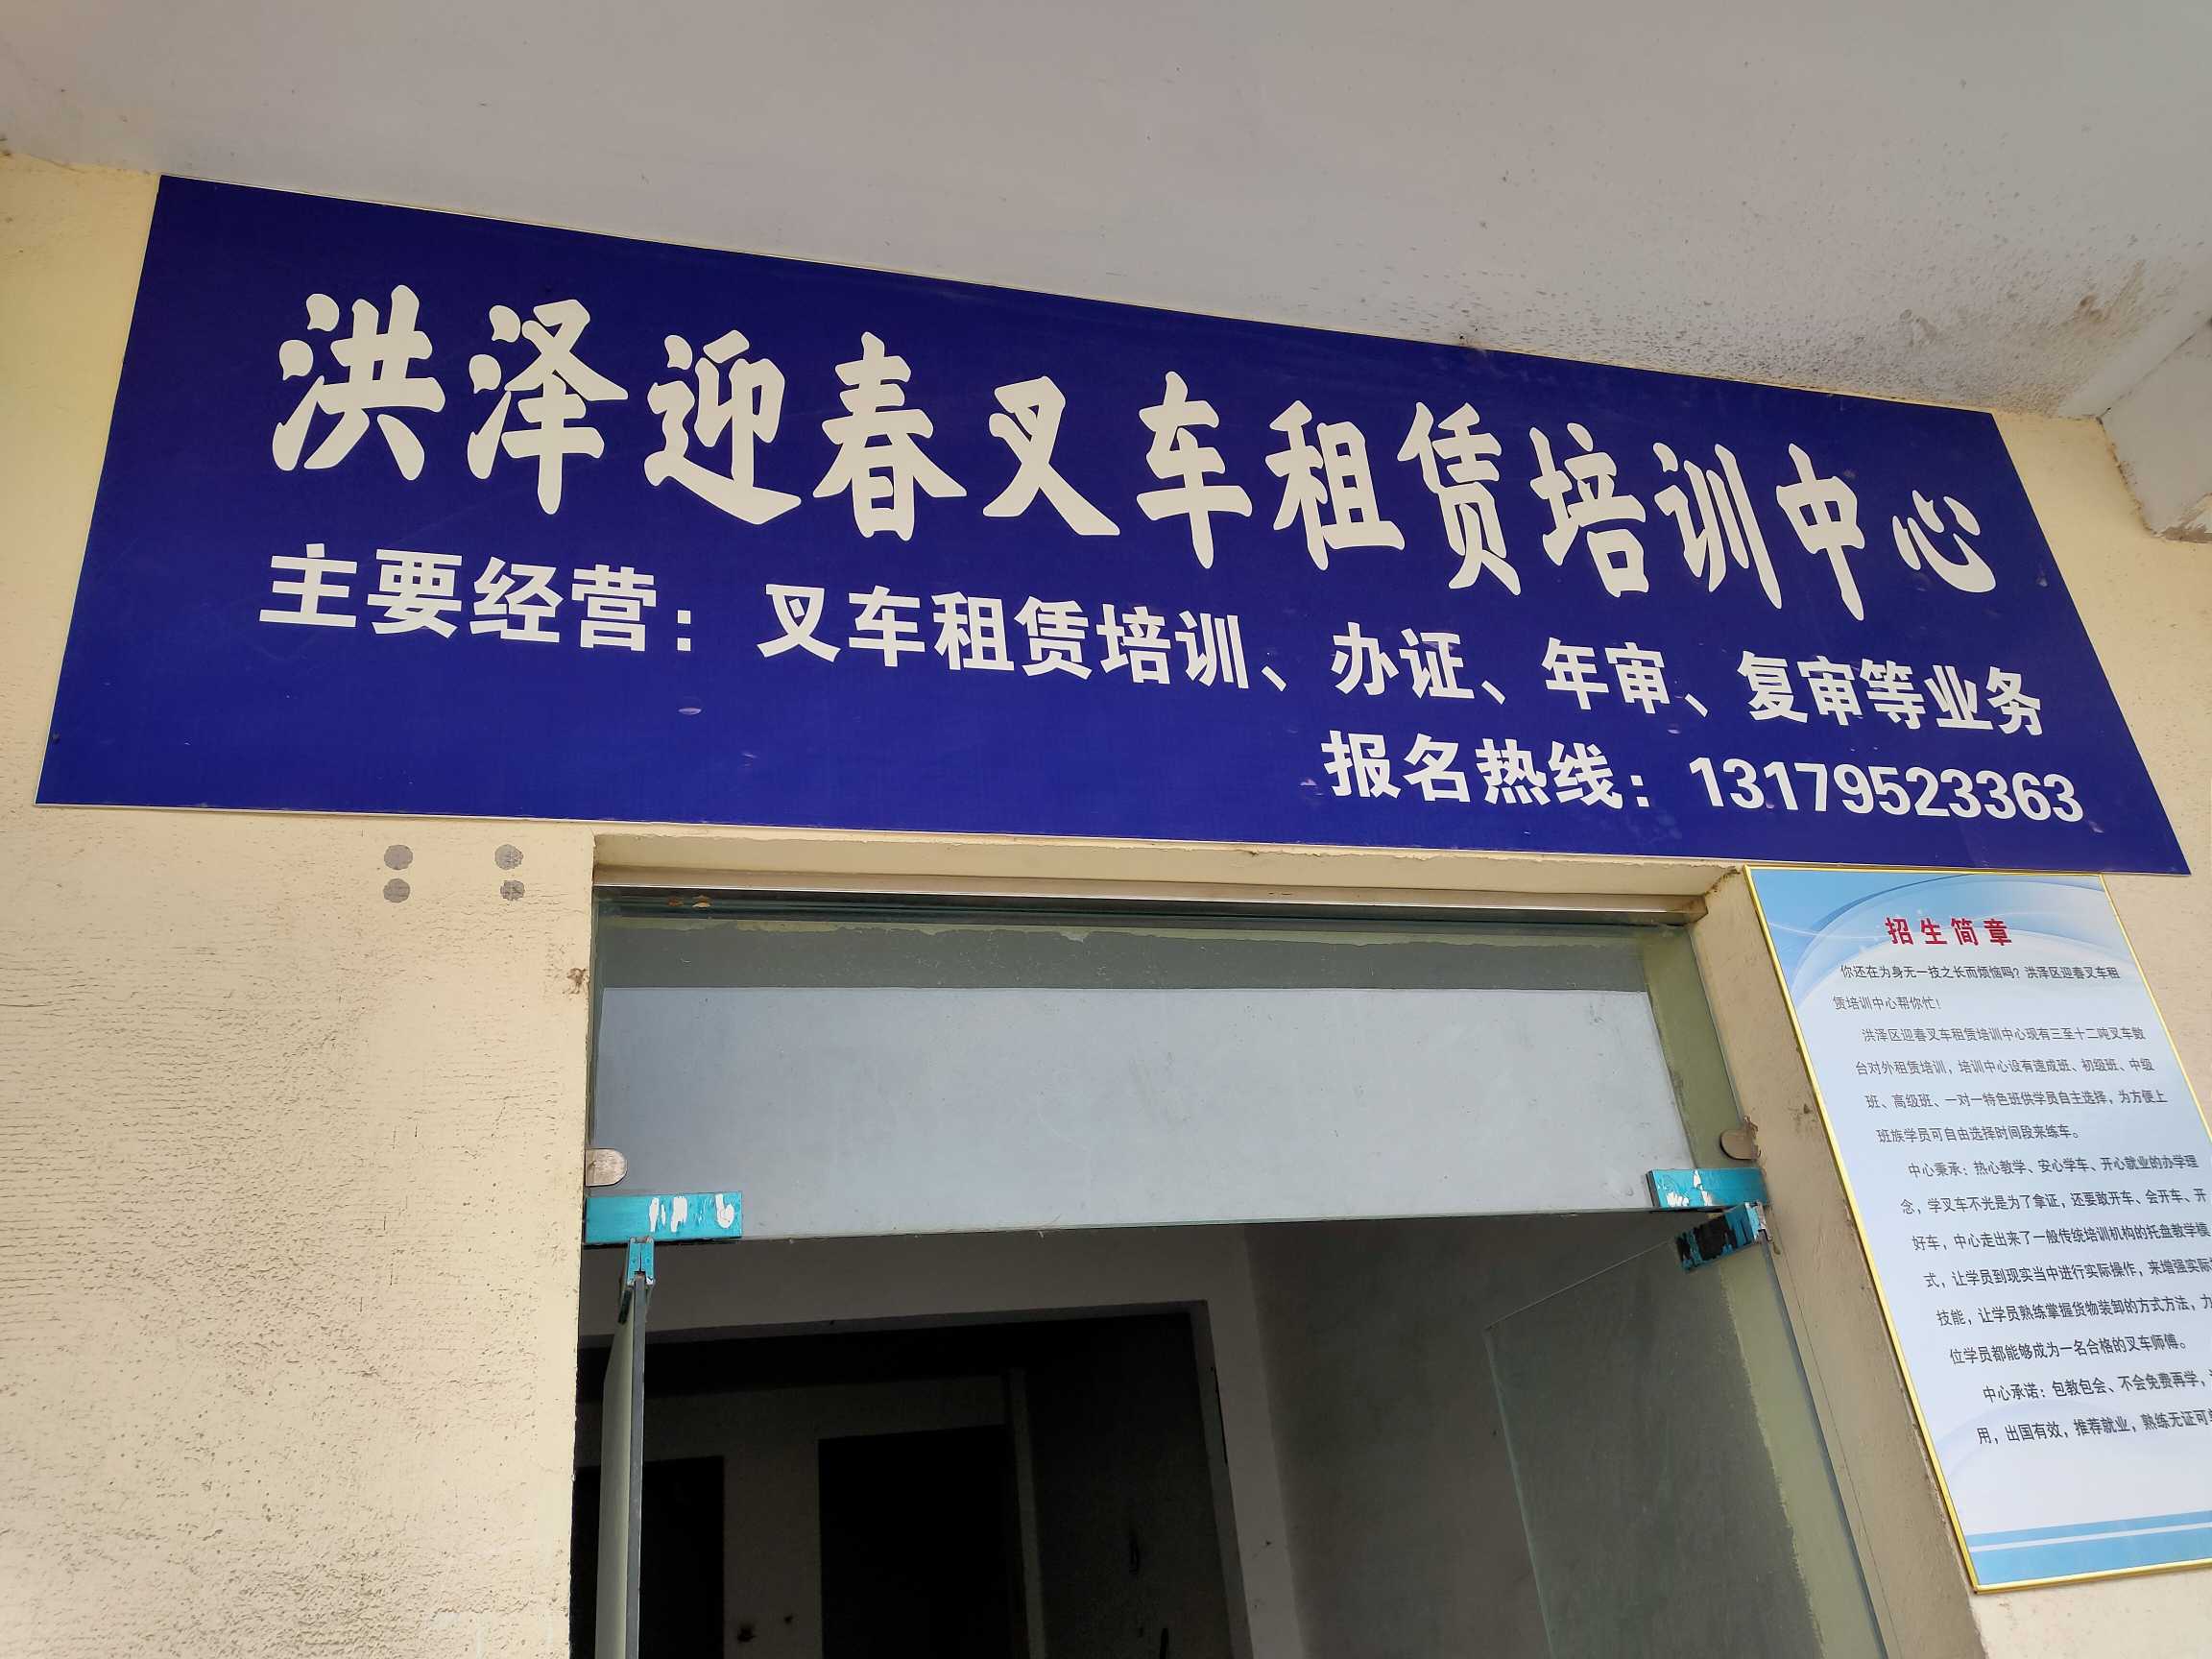 洪泽迎春叉车租赁培训中心
主要经营：叉车租赁培训、办证、年审、复审等业务
报名热线：13179523363
招生简章
你还在为身无一技之长而烦恼吗？洪泽区迎春叉车租
赁培训中心帮你忙！
洪泽区迎春叉车租赁培训中心现有三至十二吨叉车数
台对外租赁培训，培训中心设有速成班、初级班、中级
班、高级班、一对一特色班供学员自主选择，为方便上
班族学员可自由选择时间段来练车。
中心秉承：热心教学、安心学车、开心就业的办学理
念，学叉车不光是为了拿证，还要敢开车、会开车、开
好车，中心走出来了一般传统培训机构的托盘教学模
式，让学员到现实当中进行实际操作，来增强实际
技能，让学员熟练掌握货物装卸的方式方法，力
位学员都能够成为一名合格的叉车师傅。
中心承诺：包教包会、不会免费再学，
用，出国有效，推荐就业，熟练无证可